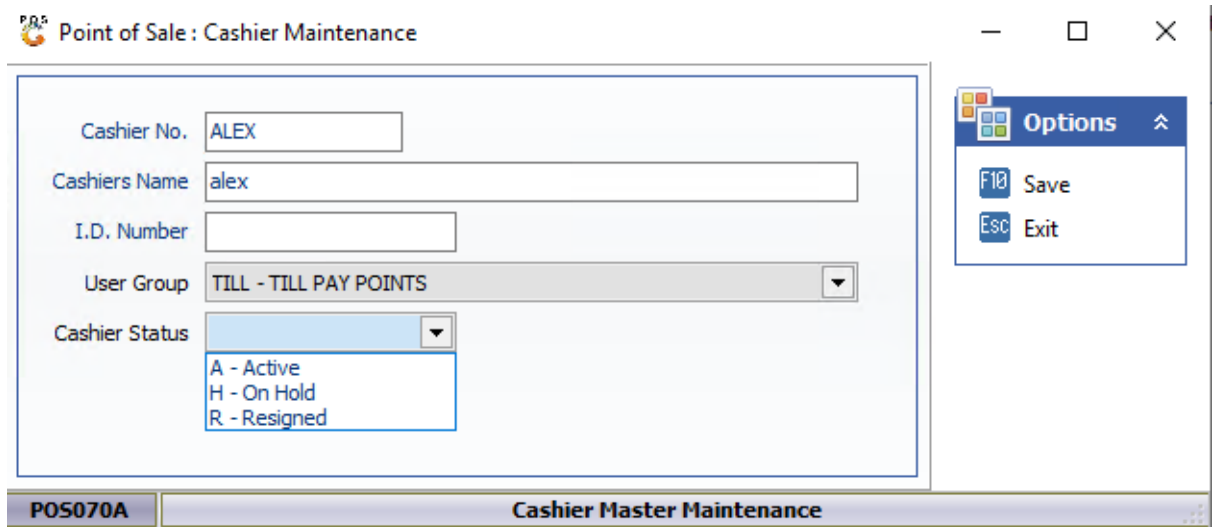 POS
Point of Sale : Cashier Maintenance
Cashier No. ALEX
Cashiers Name alex
I.D. Number
User Group TILL - TILL PAY POINTS
Cashier Status
A - Active
H - On Hold
R - Resigned
Options
F10 Save
Esc Exit
POS070A Cashier Master Maintenance